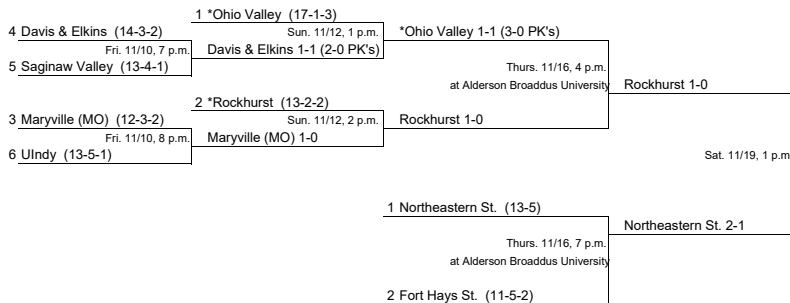 1 *Ohio Valley (17-1-3)
4 Davis & Elkins (14-3-2)
Sun. 11/12, 1 p.m.
*Ohio Valley 1-1 (3-0 PK's)
Fri. 11/10, 7 p.m.
Davis & Elkins 1-1 (2-0 PK's)
5 Saginaw Valley (13-4-1)
Thurs. 11/16, 4 p.m.
at Alderson Broaddus University
Rockhurst 1-0
2 *Rockhurst (13-2-2)
3 Maryville (MO) (12-3-2)
Sun. 11/12, 2 p.m.
Rockhurst 1-0
Fri. 11/10, 8 p.m.
Maryville (MO) 1-0
6 UIndy (13-5-1)
Sat. 11/19, 1 p.m
1 Northeastern St. (13-5)
Northeastern St. 2-1
Thurs. 11/16, 7 p.m.
at Alderson Broaddus University
2 Fort Hays St. (11-5-2)